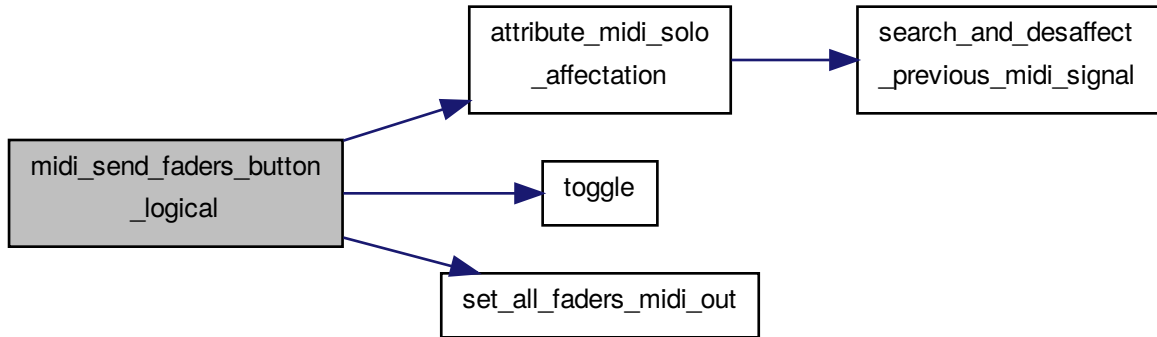 midi_send_faders_button
_logical
attribute_midi_solo
_affectation
search_and_desaffect
_previous_midi_signal
toggle
set_all_faders_midi_out